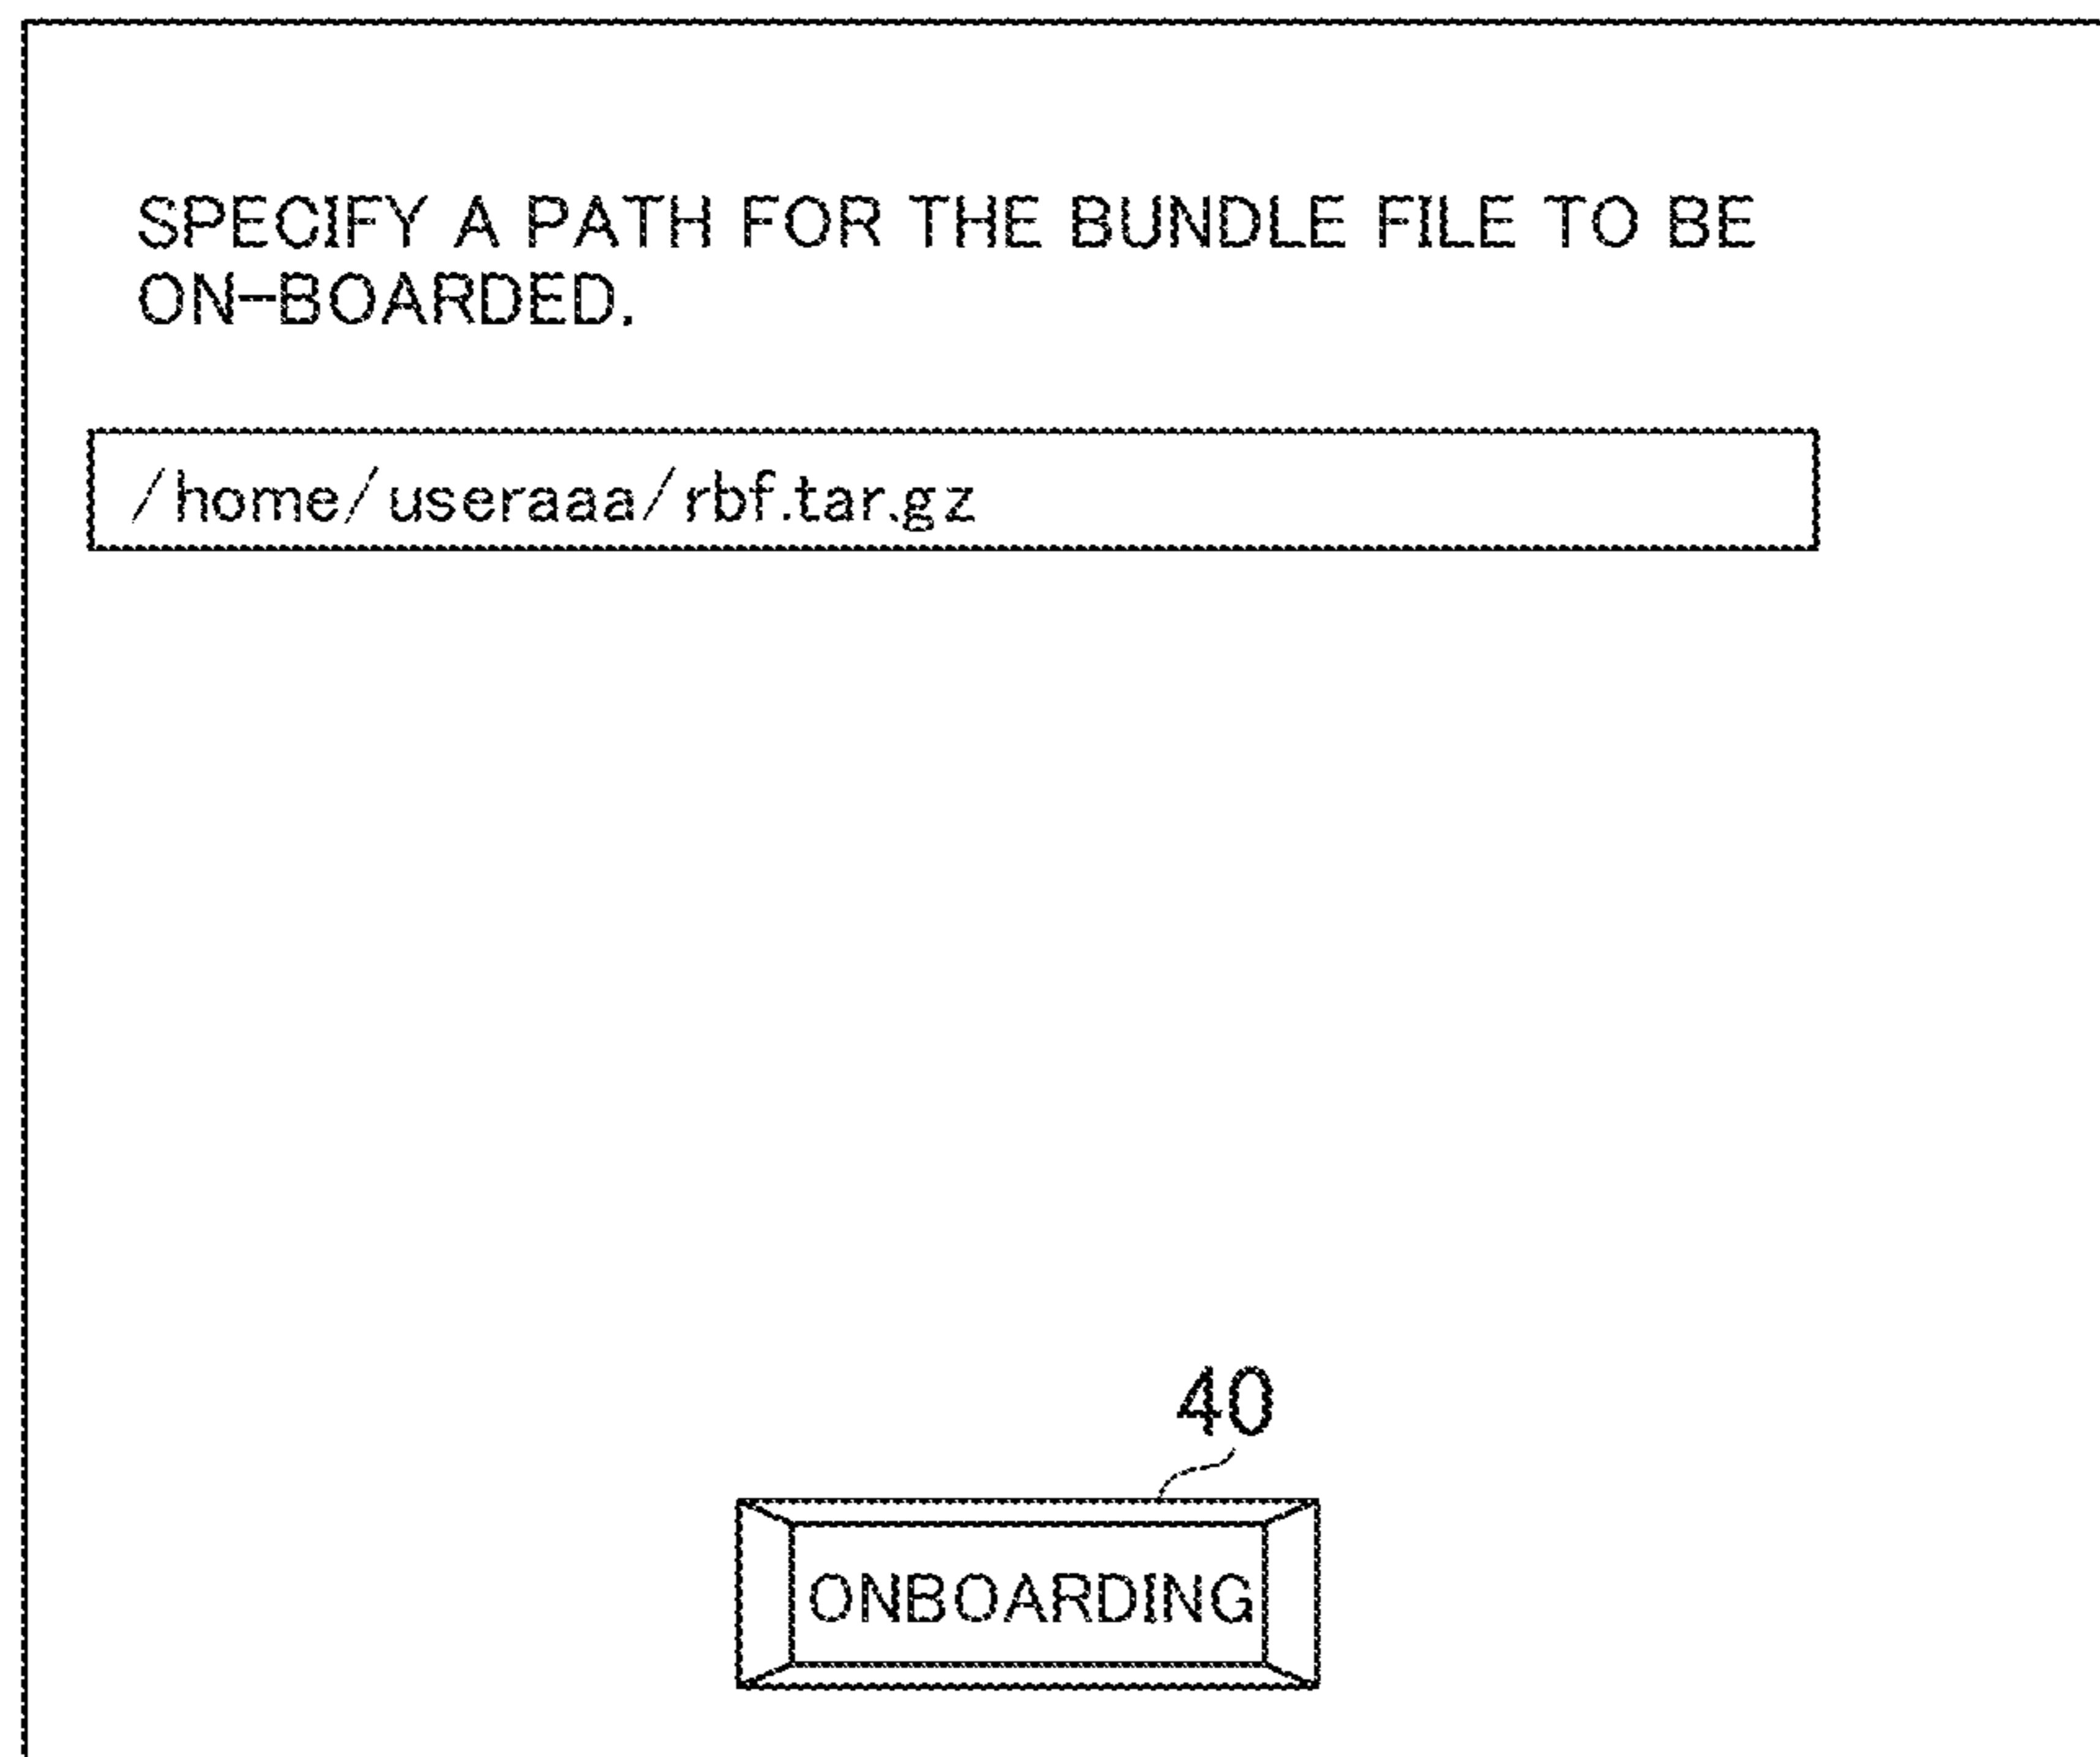 SPECIFY A PATH FOR THE BUNDLE FILE TO BE
ON-BOARDED.
/home/useraaa/rbf.tar.gz
40
ONBOARDING